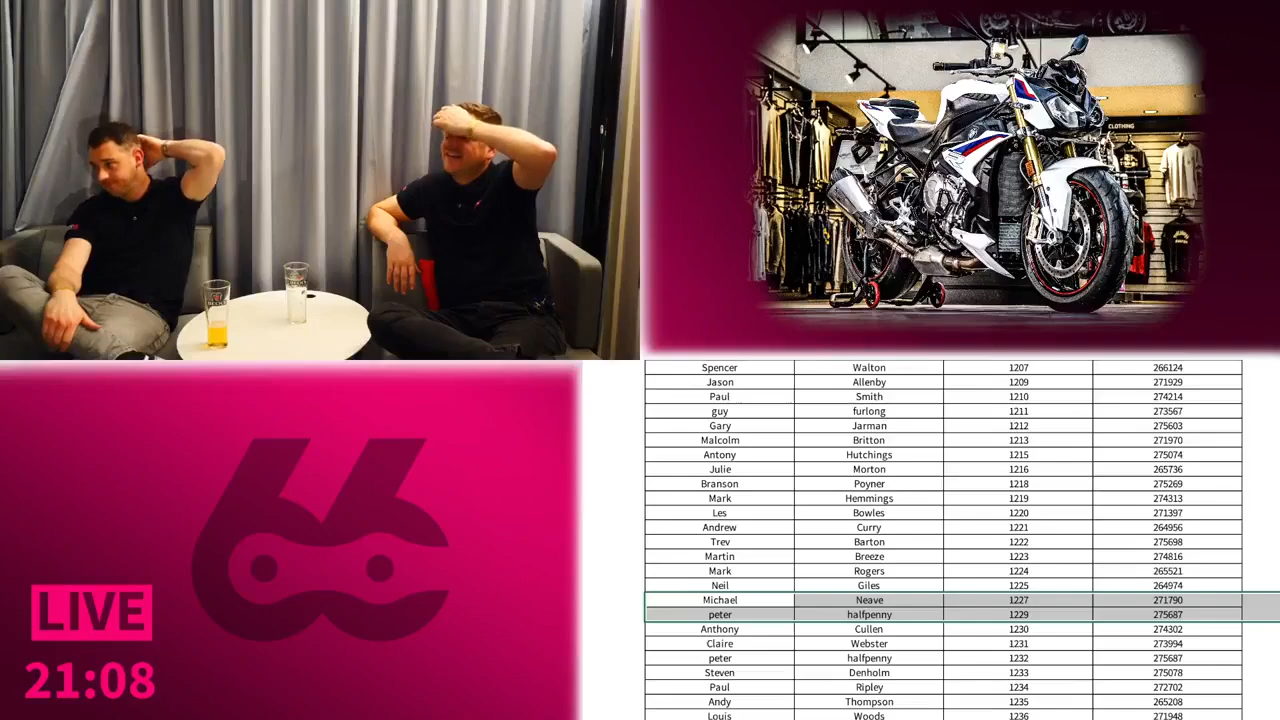 CLOTHING
Spencer Walton 1207 266124
Jason Allenby 1209 271929
Paul Smith 1210 274214
guy furlong 1211 273567
Gary Jarman 1212 275603
Malcolm Britton 1213 271970
Antony Hutchings 1215 275074
Julie Morton 1216 265736
Branson Poyner 1218 275269
Mark Hemmings 1219 274313
Les Bowles 1220 271397
Andrew Curry 1221 264956
Trev Barton 1222 275698
Martin Breeze 1223 274816
Mark Rogers 1224 265521
Neil Giles 1225 264974
Michael Neave 1227 271790
peter halfpenny 1229 275687
Anthony Cullen 1230 274302
Claire Webster 1231 273994
peter halfpenny 1232 275687
Steven Denholm 1233 275078
Paul Ripley 1234 272702
Andy Thompson 1235 265208
Louis Woods 1236 271948
66
LIVE
21:08